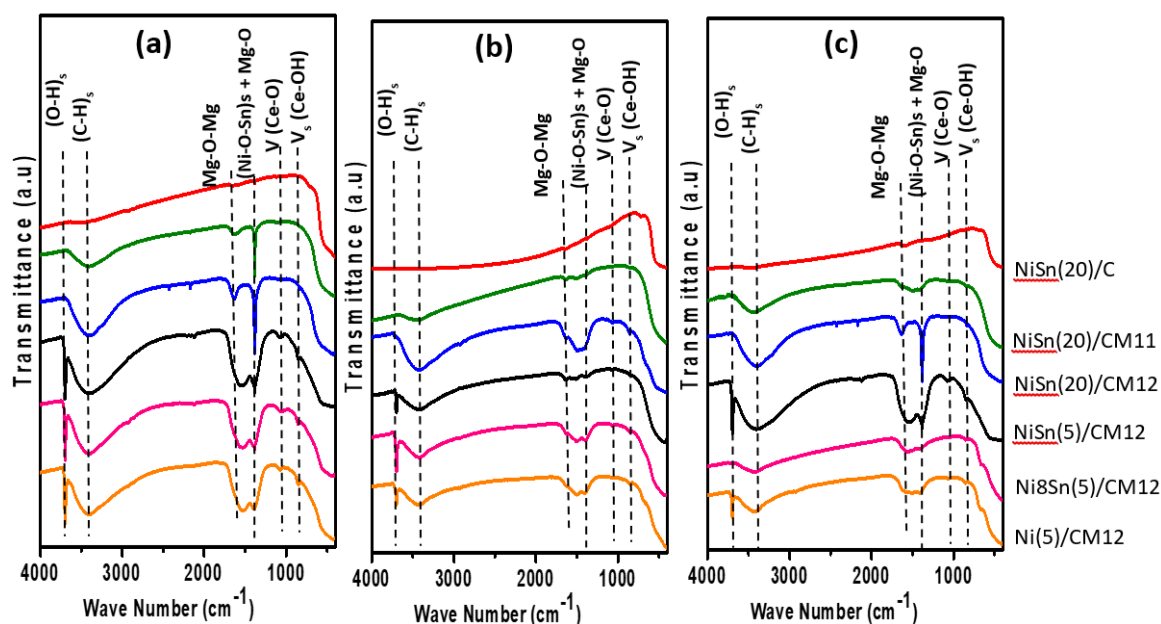 (a)
(O-H)s
(C-H)s
Mg-O-Mg
(Ni-O-Sn)s + Mg-O
V (Ce-O)
Vs (Ce-OH)
Transmittance (a.u)
4000 3000 2000 1000
Wave Number (cm-1)
(b)
(O-H)s
(C-H)s
Mg-O-Mg
(Ni-O-Sn)s + Mg-O
V (Ce-O)
Vs (Ce-OH)
Transmittance (a.u)
4000 3000 2000 1000
Wave Number (cm-1)
(c)
(O-H)s
(C-H)s
Mg-O-Mg
(Ni-O-Sn)s + Mg-O
V (Ce-O)
Vs (Ce-OH)
Transmittance (a.u)
4000 3000 2000 1000
Wave Number (cm-1)
NiSn(20)/C
NiSn(20)/CM11
NiSn(20)/CM12
NiSn(5)/CM12
Ni8Sn(5)/CM12
Ni(5)/CM12